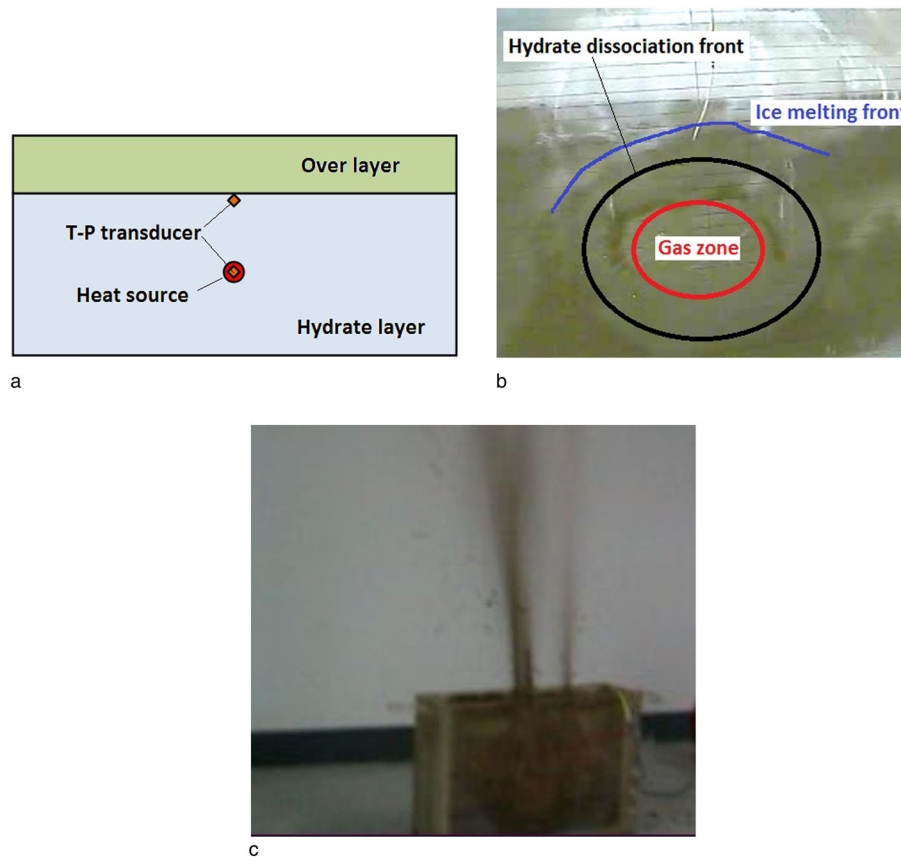 Over layer
T-P transducer
Heat source
Hydrate layer
a
Hydrate dissociation front
Ice melting front
Gas zone
b
c